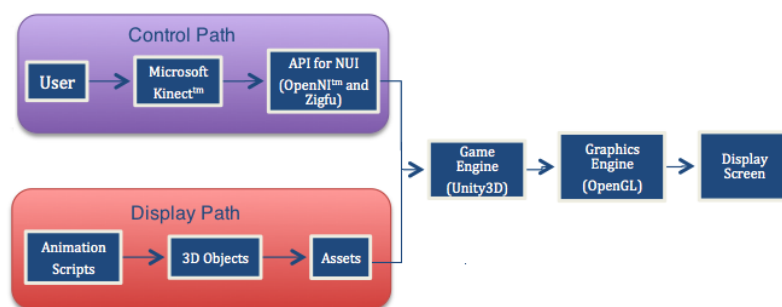 Control Path
User
Microsoft
Kinect™
API for NUI
(OpenNI™ and
Zigfu)
Game
Engine
(Unity3D)
Graphics
Engine
(OpenGL)
Display
Screen
Display Path
Animation
Scripts
3D Objects
Assets